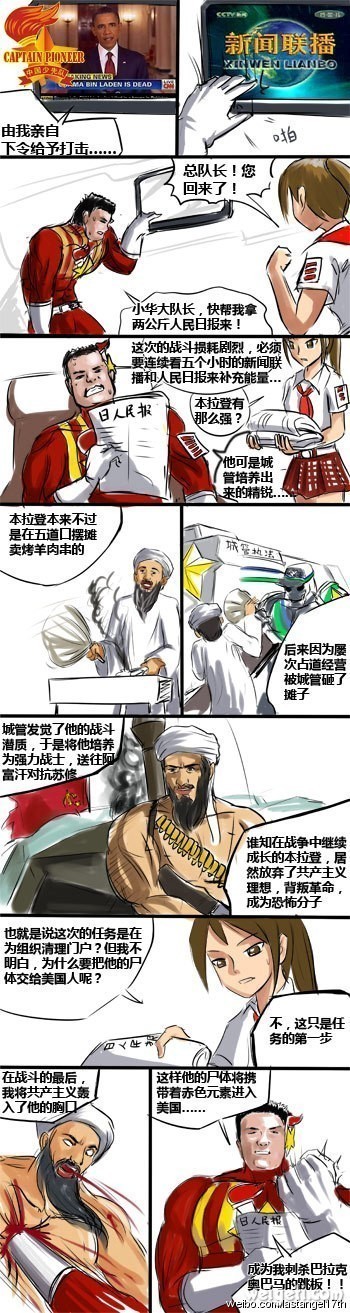 CAPTAIN PIONEER
中国少先队
BREAKING NEWS
OSAMA BIN LADEN IS DEAD
CNN
CCTV
新闻联播
XINWEN LIANBO
由我亲自
下令给予打击……
啪
总队长！您
回来了！
小华大队长，快帮我拿
两公斤人民日报来！
这次的战斗损耗剧烈，必须
要连续看五个小时的新闻联
播和人民日报来补充能量…
人民日报
本拉登有
那么强？
他可是城
管培养出
来的精锐……
本拉登本来不过
是在五道口摆摊
卖烤羊肉串的
城管执法
后来因为屡
次占道经营
被城管砸了
摊子
城管发觉了他的战斗
潜质，于是将他培养
为强力战士，送往阿
富汗对抗苏修
谁知在战争中继续
成长的本拉登，居
然放弃了共产主义
理想，背叛革命，
成为恐怖分子
也就是说这次的任务是在
为组织清理门户？但我不
明白，为什么要把他的尸
体交给美国人呢？
不，这只是任
务的第一步
人民日报
在战斗的最后，
我将共产主义轰
入了他的胸口
这样他的尸体将携
带着赤色元素进入
美国……
人民日报
成为我刺杀巴拉克
奥巴马的跳板！！
weibo.com/lastangel1701